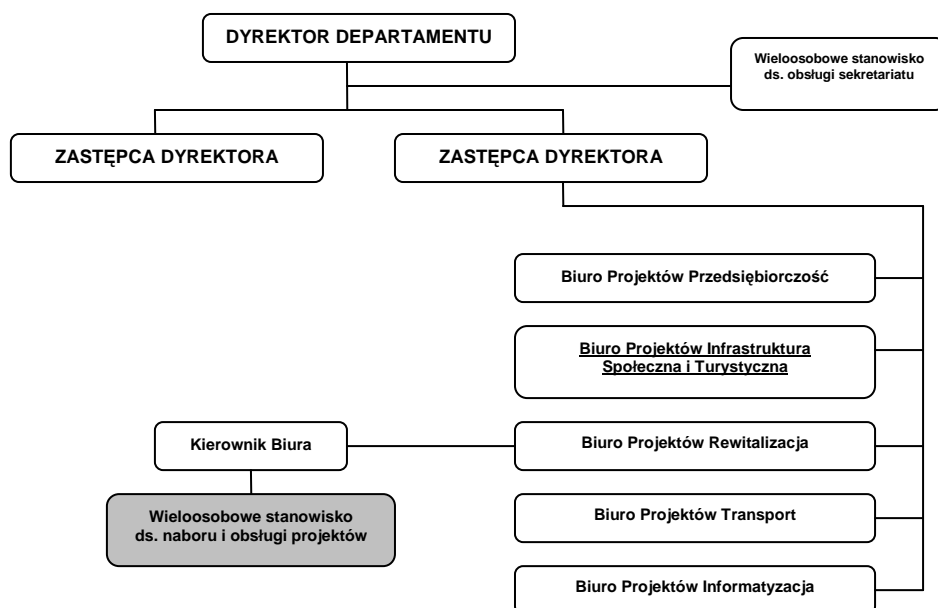 DYREKTOR DEPARTAMENTU
Wieloosobowe stanowisko
ds. obsługi sekretariatu
ZASTĘPCA DYREKTORA
ZASTĘPCA DYREKTORA
Biuro Projektów Przedsiębiorczość
Biuro Projektów Infrastruktura
Społeczna i Turystyczna
Kierownik Biura
Biuro Projektów Rewitalizacja
Wieloosobowe stanowisko
ds. naboru i obsługi projektów
Biuro Projektów Transport
Biuro Projektów Informatyzacja